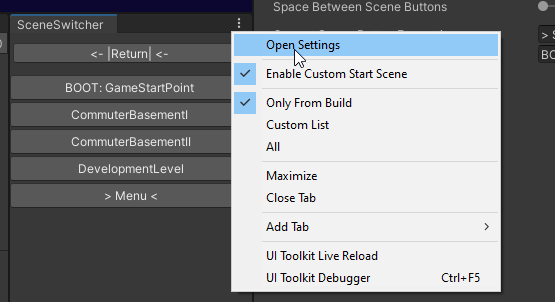 SceneSwitcher
Space Between Scene Buttons
<- |Return| <-
BOOT: GameStartPoint
CommuterBasementI
CommuterBasementII
DevelopmentLevel
> Menu <
Open Settings
Enable Custom Start Scene
Only From Build
Custom List
All
Maximize
Close Tab
Add Tab
UI Toolkit Live Reload
UI Toolkit Debugger Ctrl+F5
> S
BO